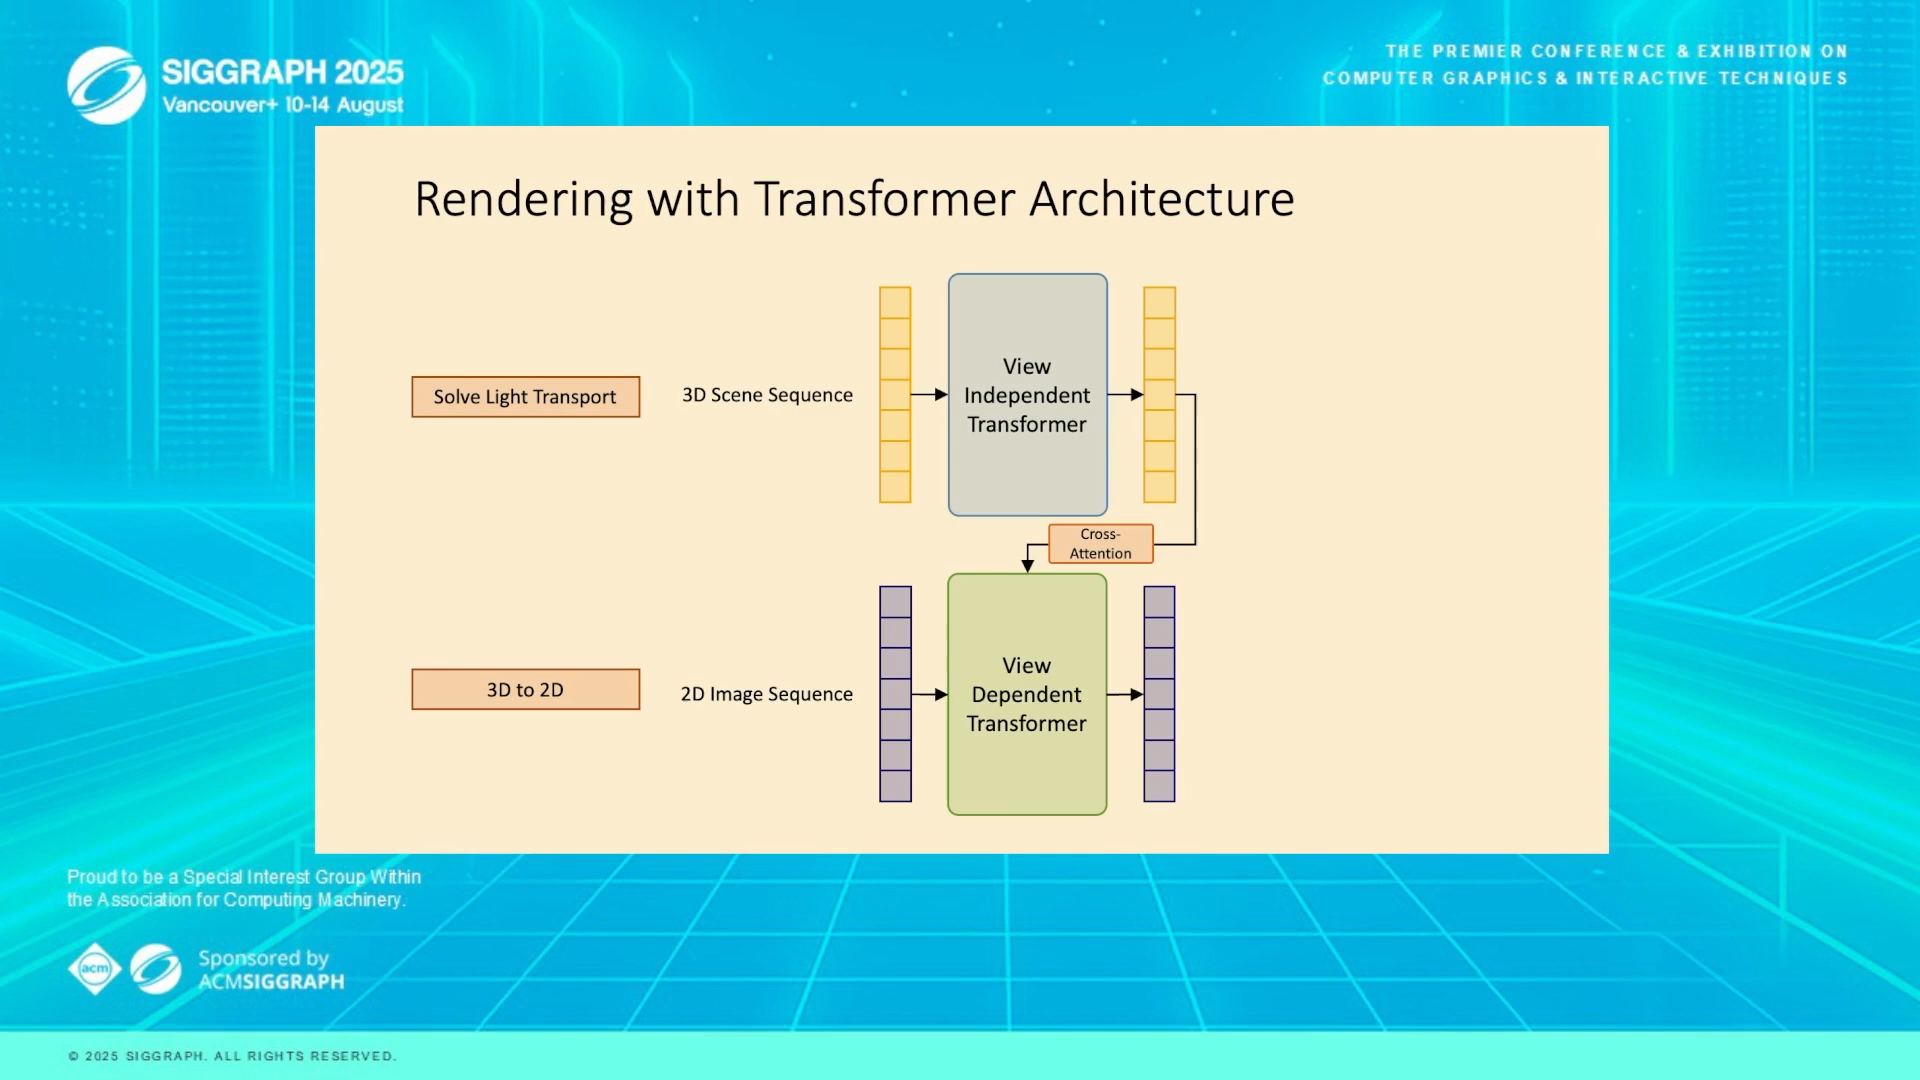 SIGGRAPH 2025
Vancouver+ 10-14 August
THE PREMIER CONFERENCE & EXHIBITION ON
COMPUTER GRAPHICS & INTERACTIVE TECHNIQUES
Rendering with Transformer Architecture
Solve Light Transport
3D Scene Sequence
View
Independent
Transformer
Cross-
Attention
3D to 2D
2D Image Sequence
View
Dependent
Transformer
Proud to be a Special Interest Group Within
the Association for Computing Machinery.
acm
Sponsored by
ACMSIGGRAPH
© 2025 SIGGRAPH. ALL RIGHTS RESERVED.